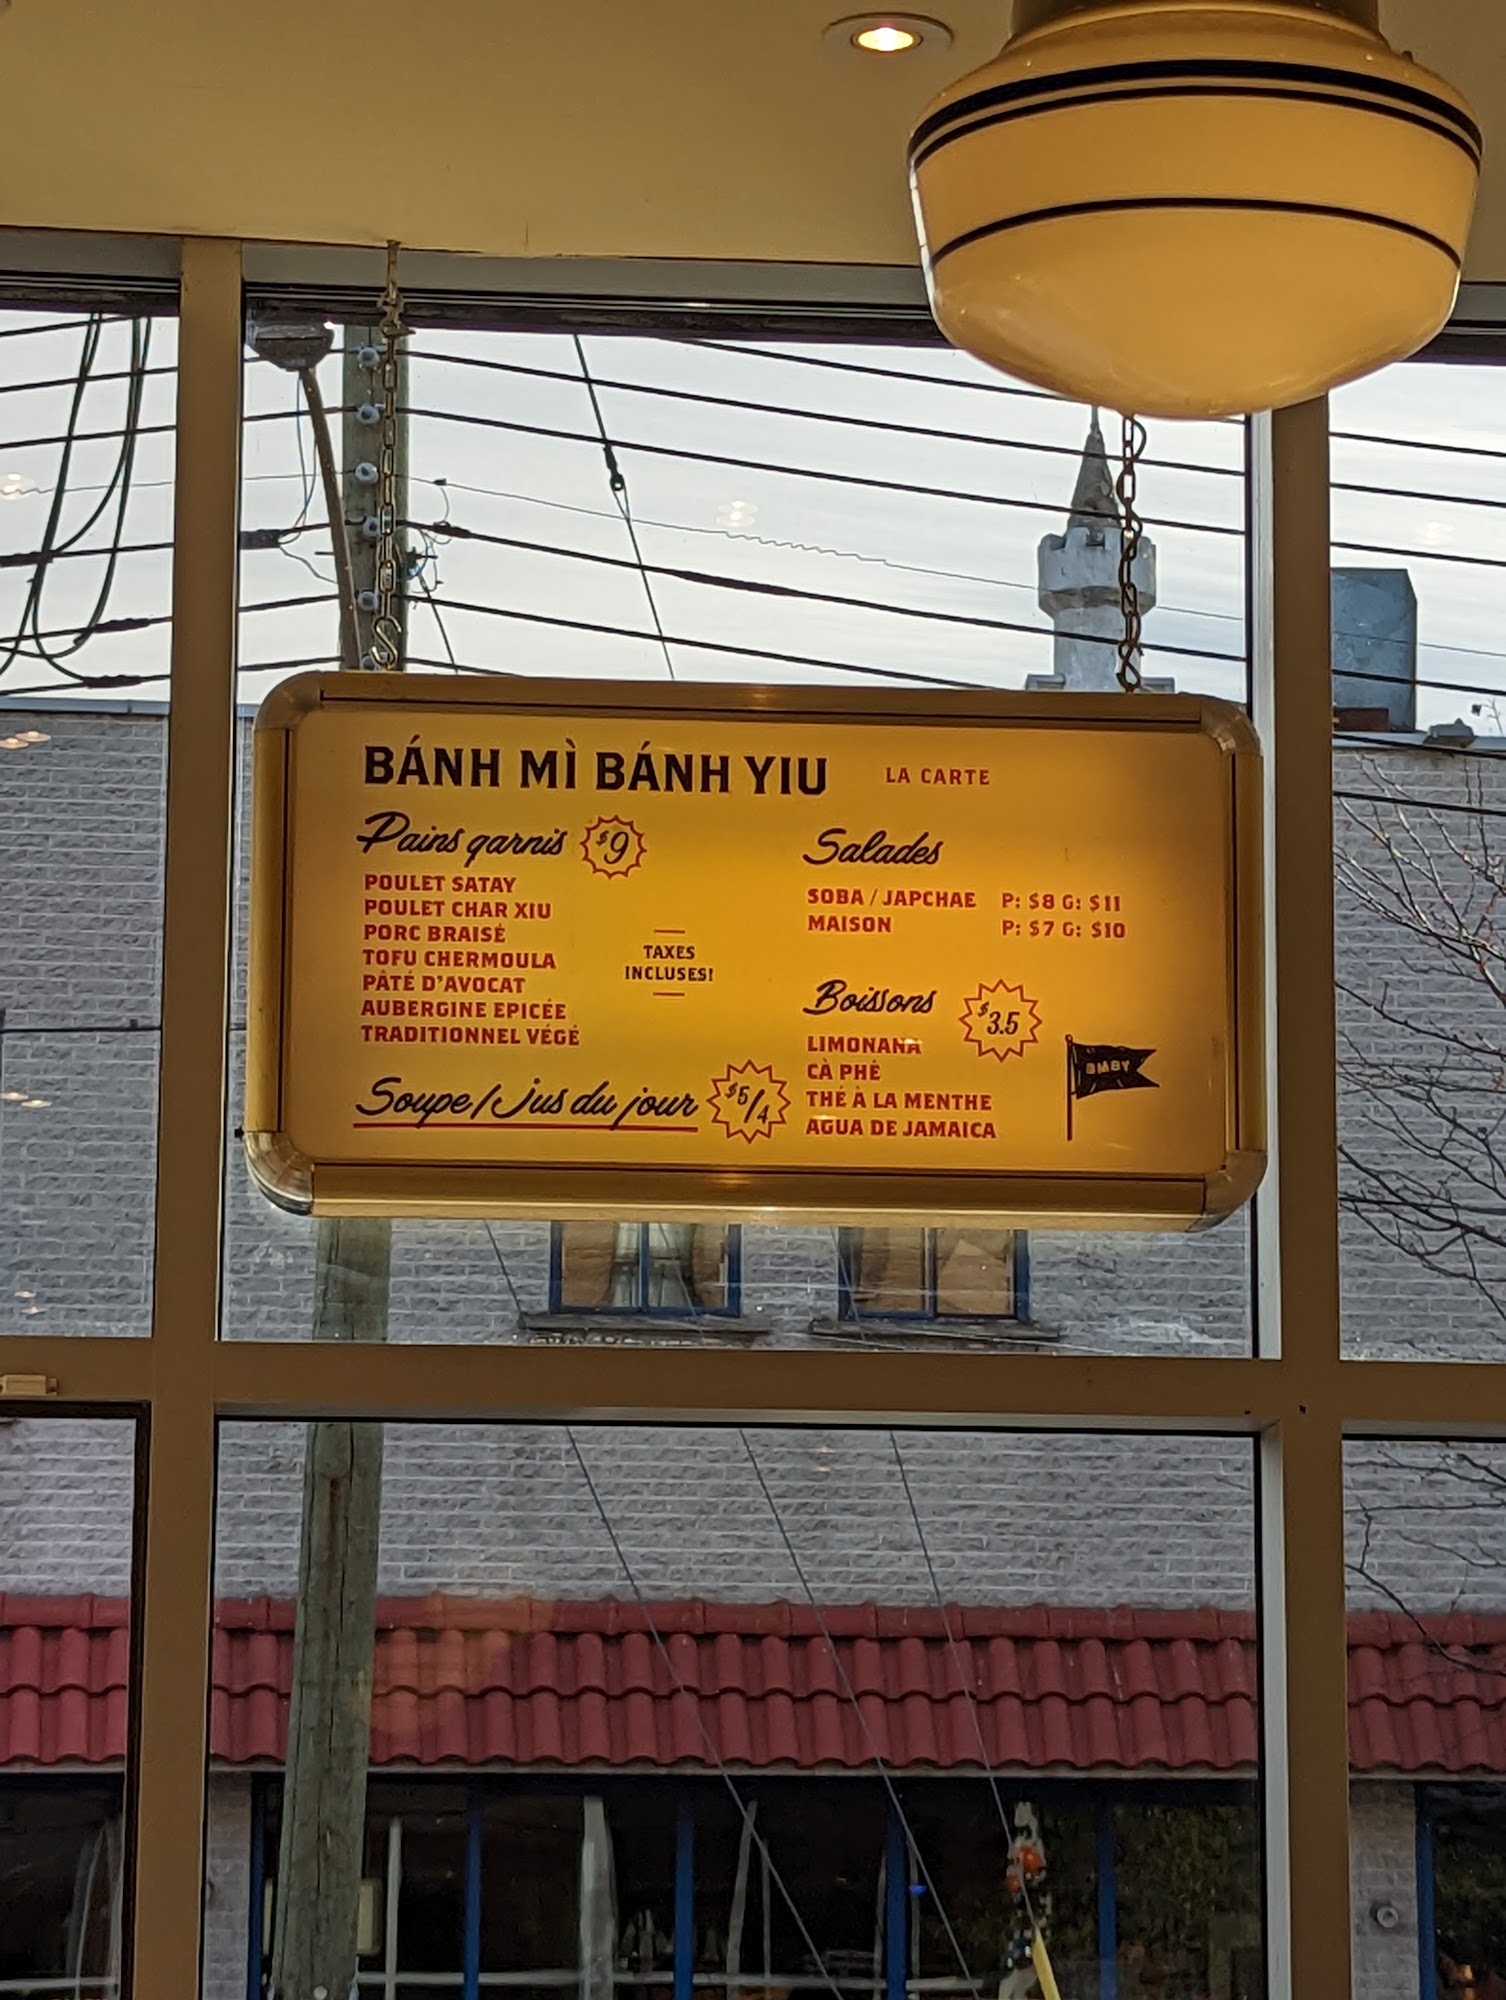 BÁNH MÌ BÁNH YIU
LA CARTE
Pains garnis $9
POULET SATAY
POULET CHAR XIU
PORC BRAISÉ
TOFU CHERMOULA
PÂTÉ D'AVOCAT
AUBERGINE EPICÉE
TRADITIONNEL VÉGÉ
TAXES
INCLUSES!
Soupe/Jus du jour $5/4
Salades
SOBA / JAPCHAE P: $8 G: $11
MAISON P: $7 G: $10
Boissons $3.5
LIMONANA
CÀ PHÊ
THÉ À LA MENTHE
AGUA DE JAMAICA
BMBY